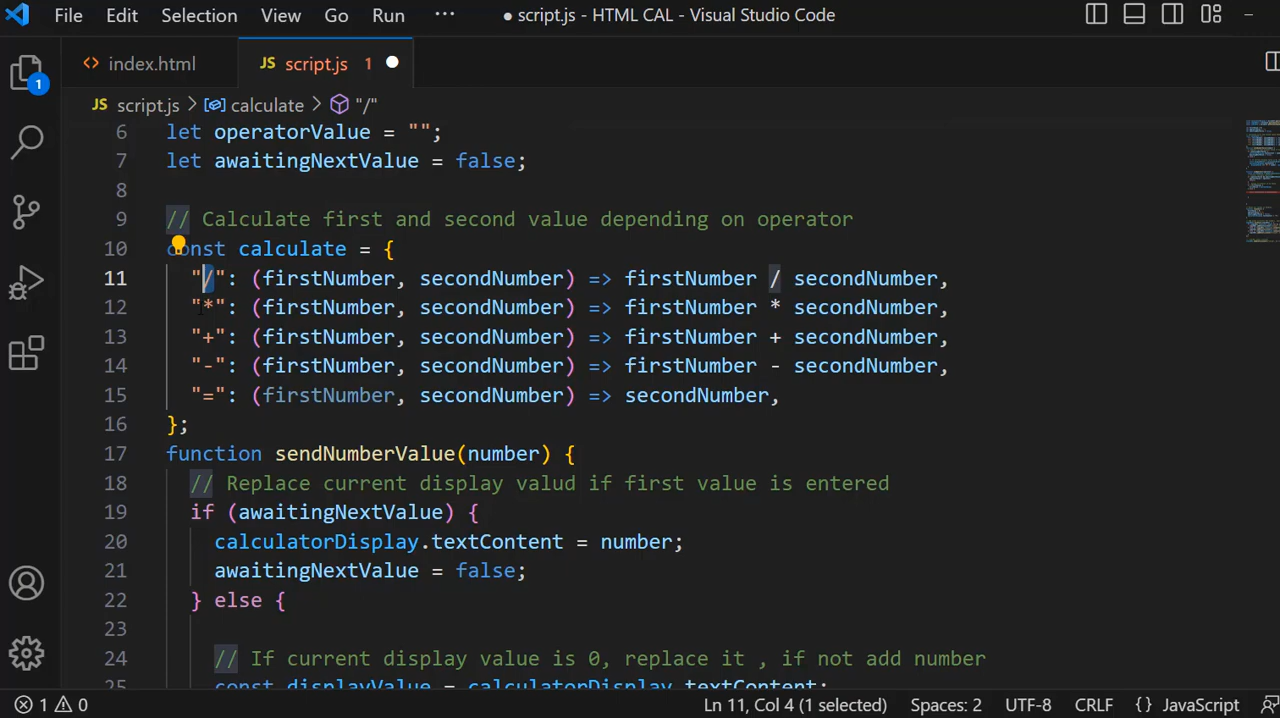 File Edit Selection View Go Run ··· ● script.js - HTML CAL - Visual Studio Code
<> index.html JS script.js 1 ●
JS script.js > calculate > "/"
6 let operatorValue = "";
7 let awaitingNextValue = false;
8
9 // Calculate first and second value depending on operator
10 const calculate = {
11 "/": (firstNumber, secondNumber) => firstNumber / secondNumber,
12 "*": (firstNumber, secondNumber) => firstNumber * secondNumber,
13 "+": (firstNumber, secondNumber) => firstNumber + secondNumber,
14 "-": (firstNumber, secondNumber) => firstNumber - secondNumber,
15 "=": (firstNumber, secondNumber) => secondNumber,
16 };
17 function sendNumberValue(number) {
18 // Replace current display valud if first value is entered
19 if (awaitingNextValue) {
20 calculatorDisplay.textContent = number;
21 awaitingNextValue = false;
22 } else {
23
24 // If current display value is 0, replace it , if not add number
25 const displayValue = calculatorDisplay.textContent;
1
1 0 Ln 11, Col 4 (1 selected) Spaces: 2 UTF-8 CRLF {} JavaScript